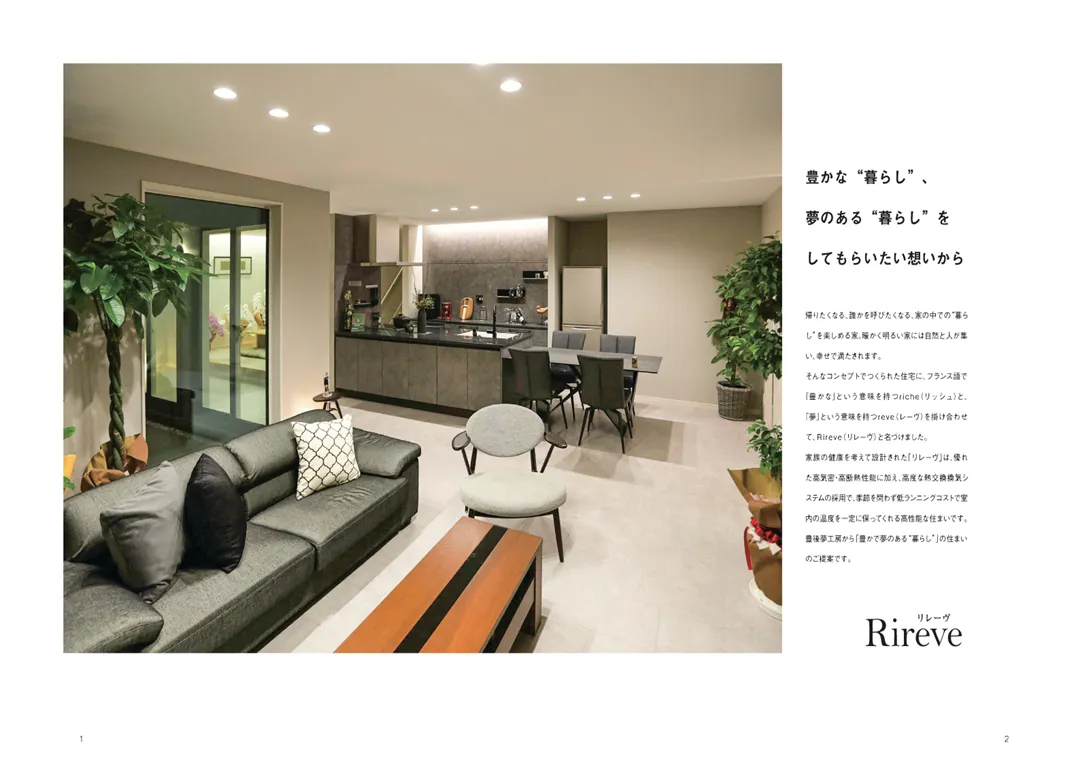 豊かな“暮らし”、
夢のある“暮らし”を
してもらいたい想いから
帰りたくなる、誰かを呼びたくなる、家の中での“暮ら
し”を楽しめる家。暖かく明るい家には自然と人が集
い、幸せで満たされます。
そんなコンセプトでつくられた住宅に、フランス語で
「豊かな」という意味を持つriche（リッシュ）と、
「夢」という意味を持つreve（レーヴ）を掛け合わせ
て、Rireve（リレーヴ）と名づけました。
家族の健康を考えて設計された「リレーヴ」は、優れ
た高気密・高断熱性能に加え、高度な熱交換換気シ
ステムの採用で、季節を問わず低ランニングコストで室
内の温度を一定に保ってくれる高性能な住まいです。
豊後夢工房から「豊かで夢のある“暮らし”」の住まい
のご提案です。
リレーヴ
Rireve
1
2